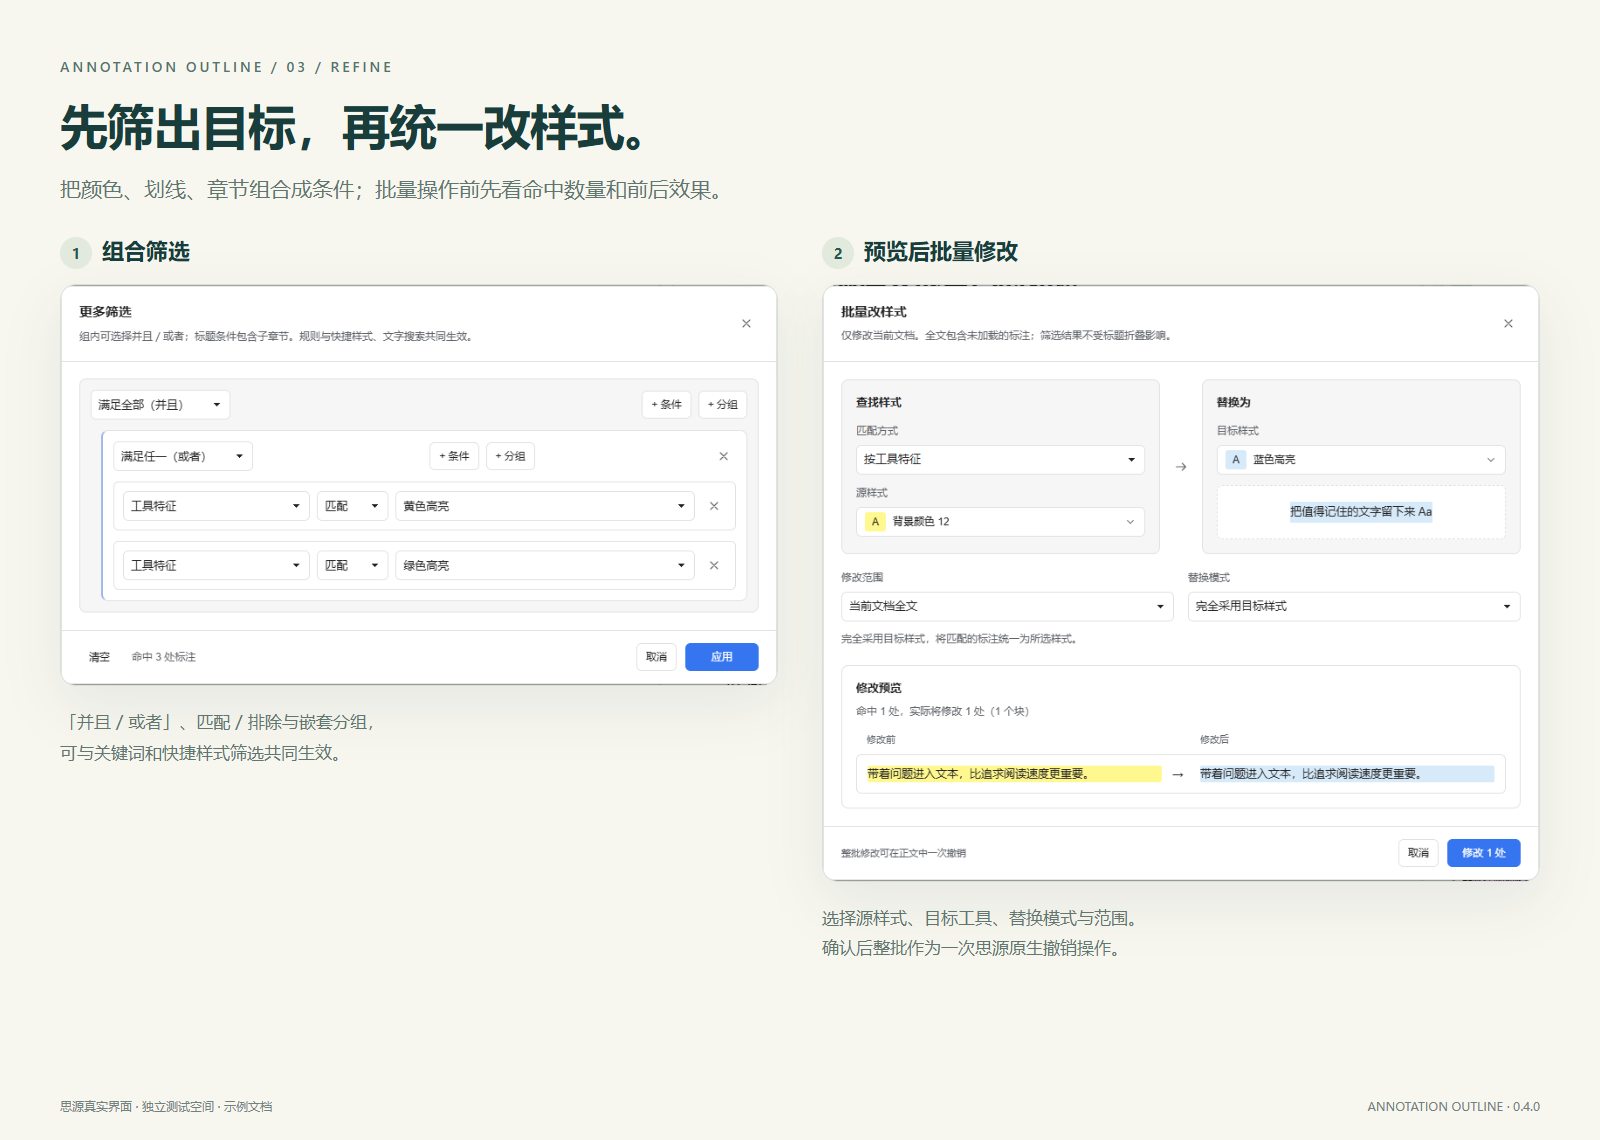 ANNOTATION OUTLINE / 03 / REFINE
先筛出目标，再统一改样式。
把颜色、划线、章节组合成条件；批量操作前先看命中数量和前后效果。
1 组合筛选
更多筛选
组内可选择并且 / 或者；标题条件包含子章节。规则与快捷样式、文字搜索共同生效。
满足全部（并且）
+ 条件
+ 分组
满足任一（或者）
+ 条件
+ 分组
工具特征
匹配
黄色高亮
工具特征
匹配
绿色高亮
清空
命中 3 处标注
取消
应用
「并且 / 或者」、匹配 / 排除与嵌套分组，
可与关键词和快捷样式筛选共同生效。
2 预览后批量修改
批量改样式
仅修改当前文档。全文包含未加载的标注；筛选结果不受标题折叠影响。
查找样式
匹配方式
按工具特征
源样式
A 背景颜色 12
→
替换为
目标样式
A 蓝色高亮
把值得记住的文字留下来 Aa
修改范围
当前文档全文
替换模式
完全采用目标样式
完全采用目标样式，将匹配的标注统一为所选样式。
修改预览
命中 1 处，实际将修改 1 处（1 个块）
修改前
修改后
带着问题进入文本，比追求阅读速度更重要。 → 带着问题进入文本，比追求阅读速度更重要。
整批修改可在正文中一次撤销
取消
修改 1 处
选择源样式、目标工具、替换模式与范围。
确认后整批作为一次思源原生撤销操作。
思源真实界面 · 独立测试空间 · 示例文档
ANNOTATION OUTLINE · 0.4.0